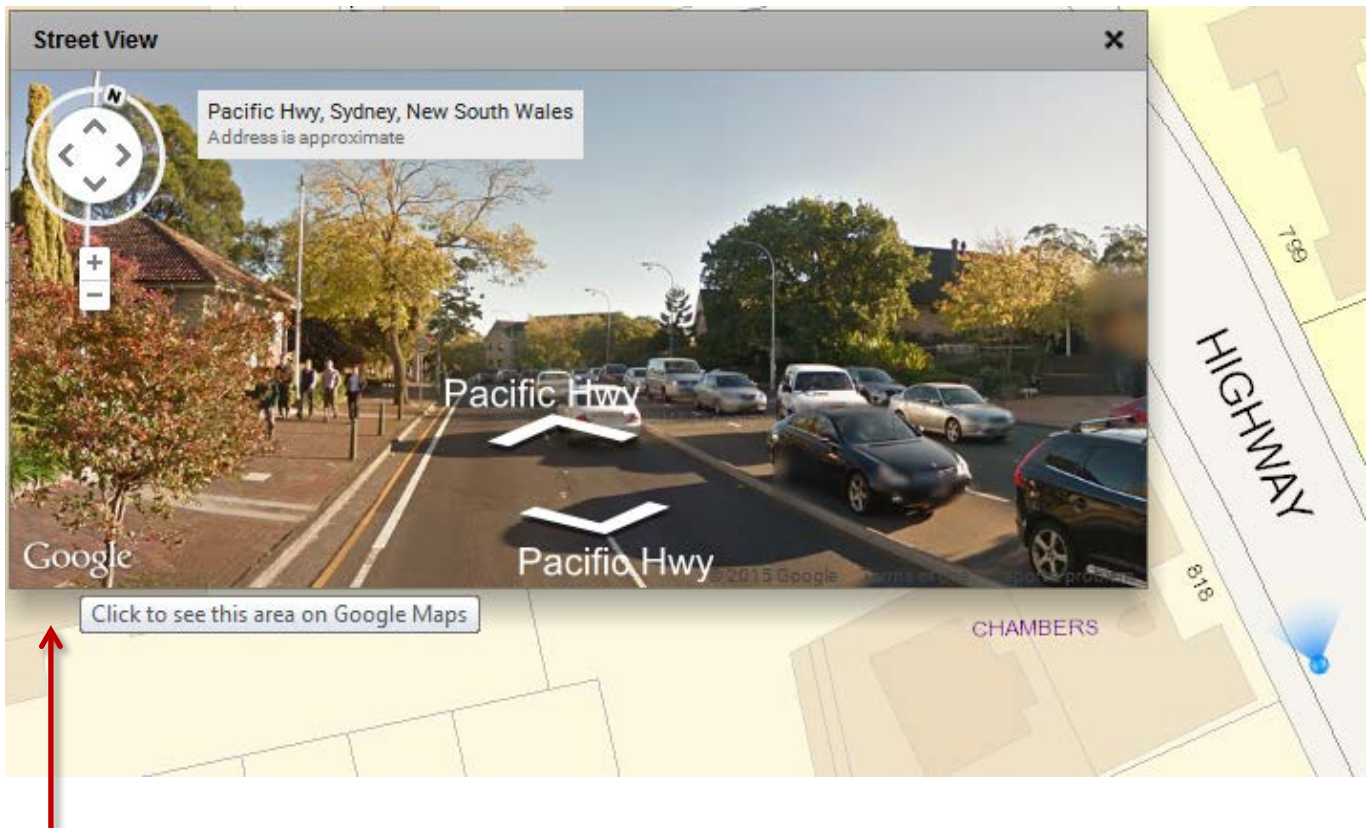 Street View
N
Pacific Hwy, Sydney, New South Wales
Address is approximate
Pacific Hwy
Pacific Hwy
Google
© 2015 Google
Click to see this area on Google Maps
799
HIGHWAY
818
CHAMBERS